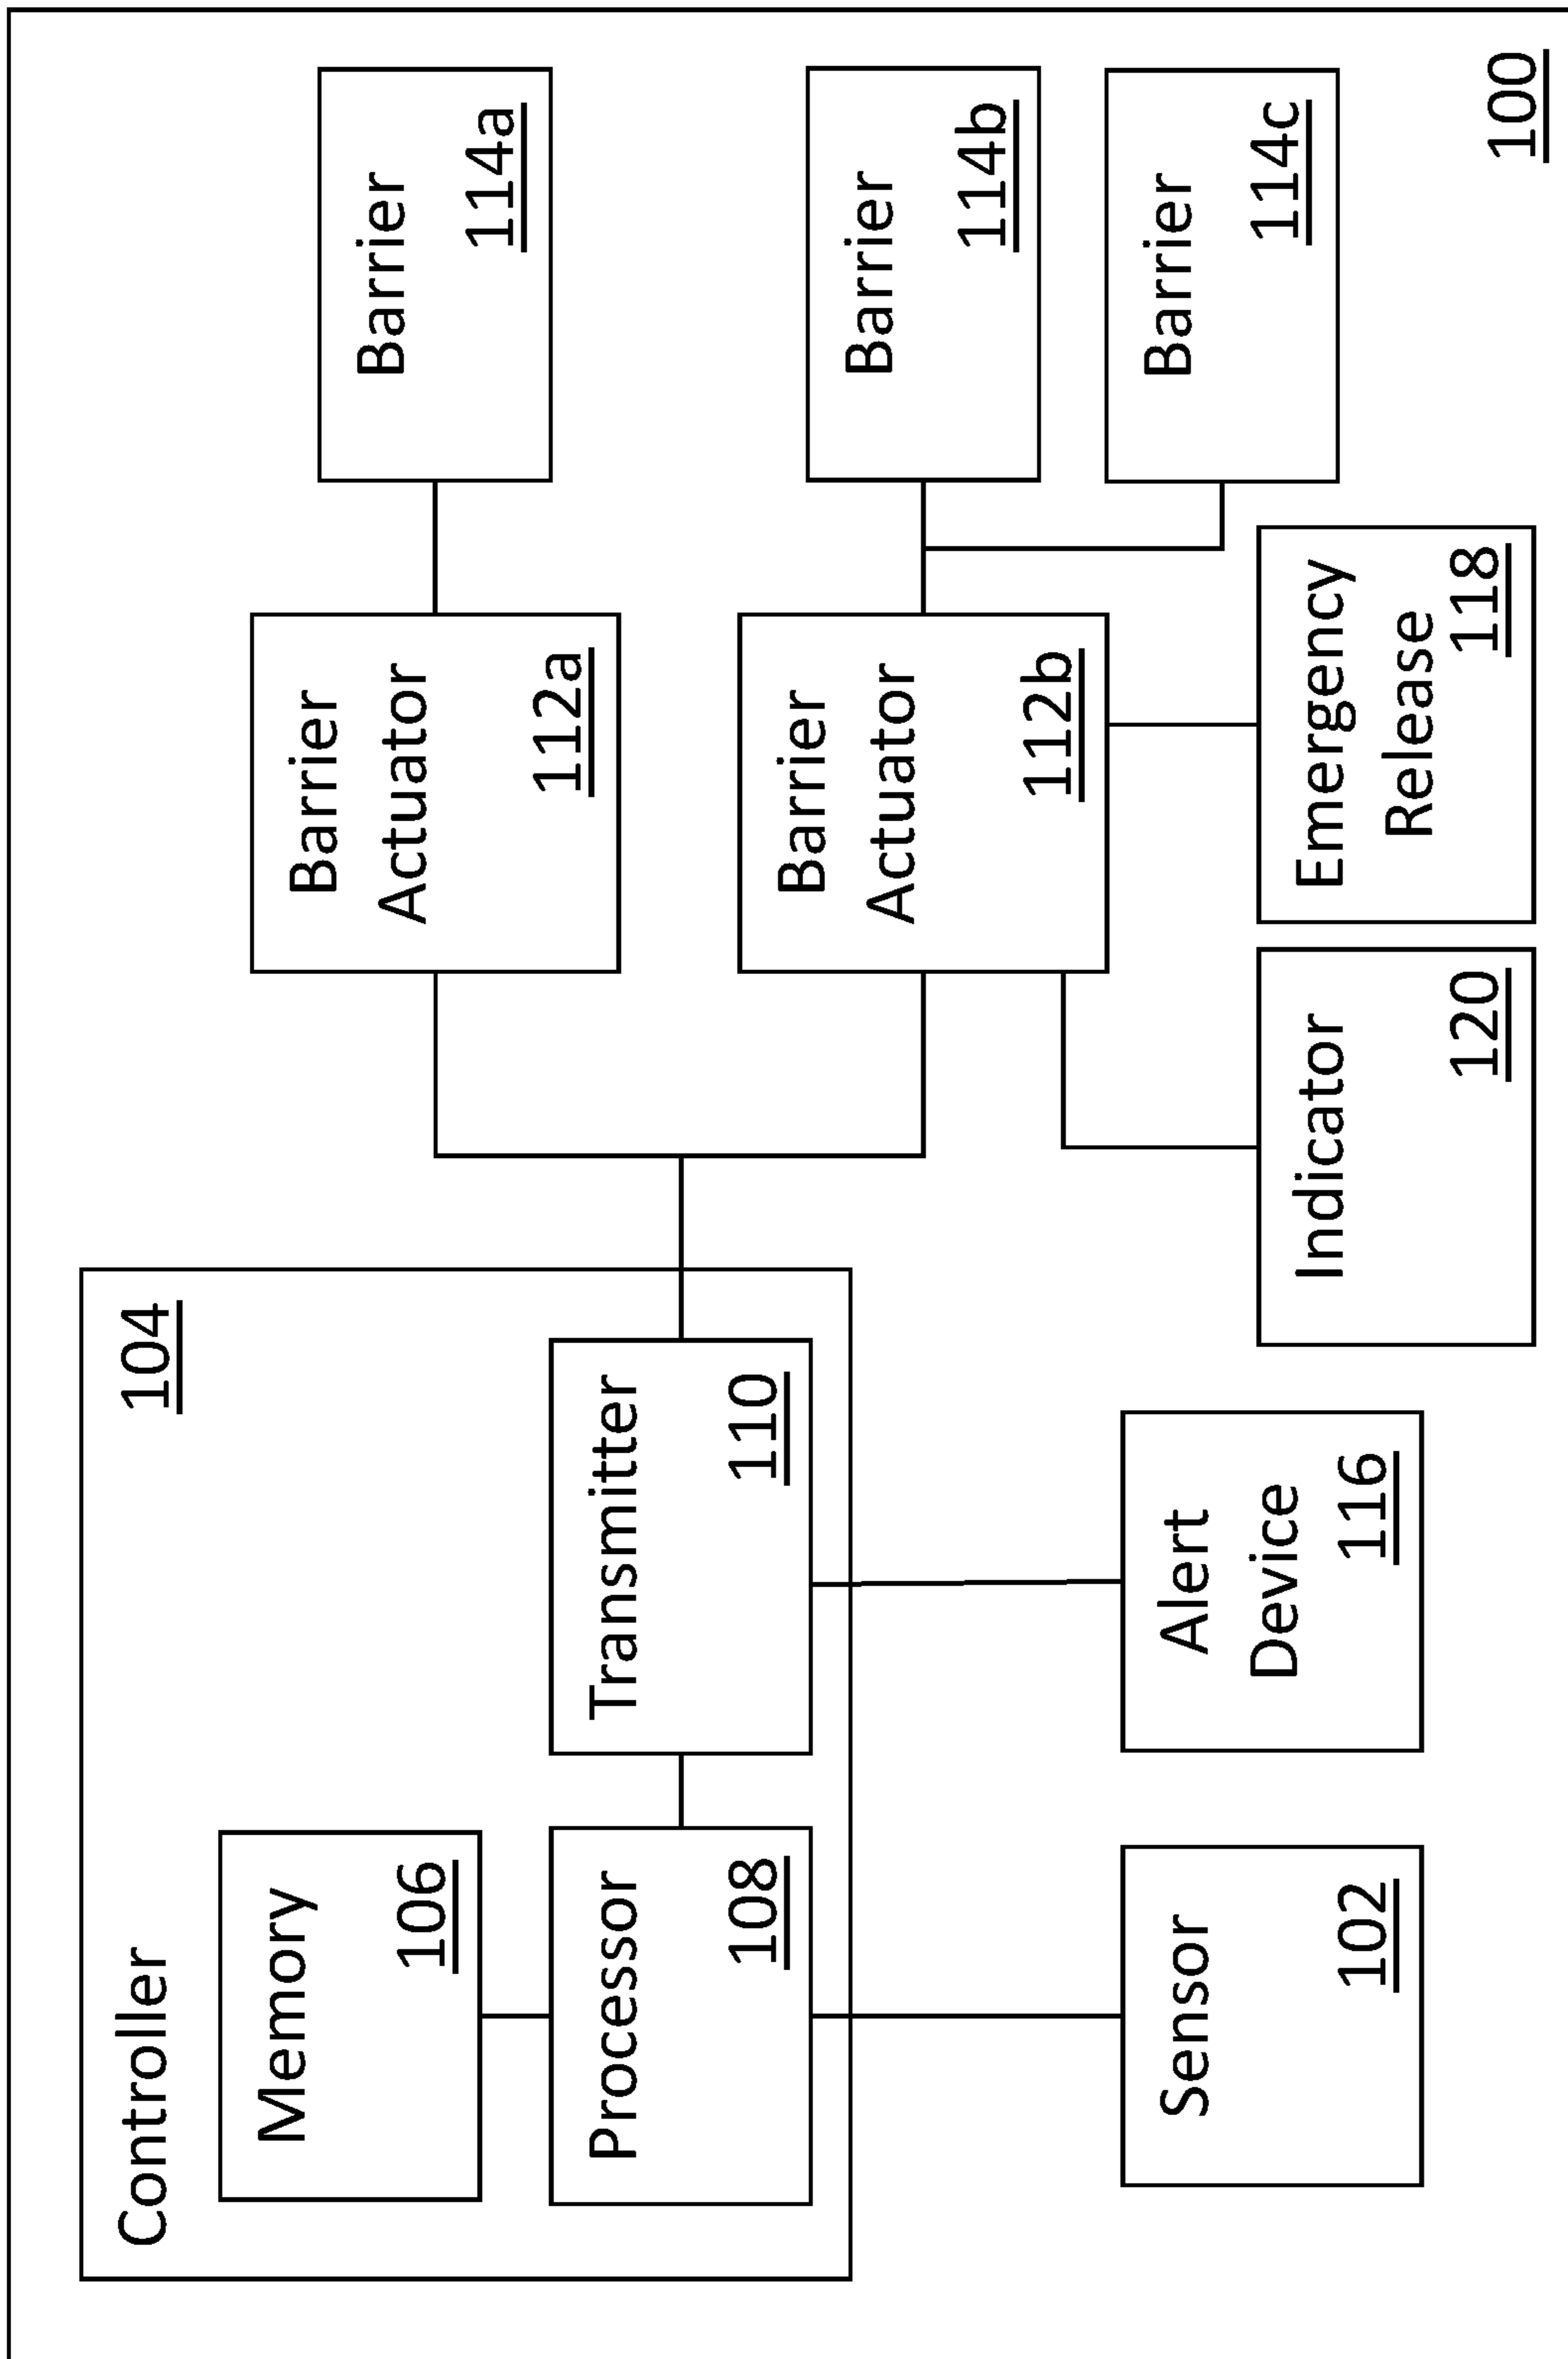 Controller
104
Memory
106
Processor
108
Transmitter
110
Sensor
102
Alert
Device
116
Barrier
Actuator
112a
Barrier
Actuator
112b
Indicator
120
Emergency
Release
118
Barrier
114a
Barrier
114b
Barrier
114c
100